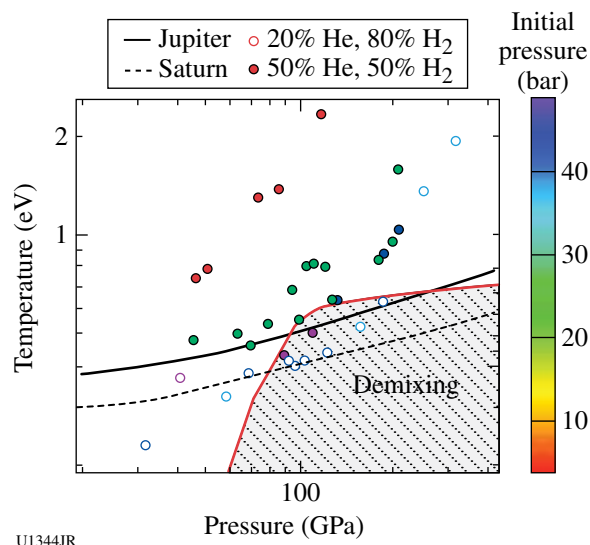 Jupiter
20% He, 80% H₂
Saturn
50% He, 50% H₂
Initial
pressure
(bar)
2
1
Temperature (eV)
Demixing
100
Pressure (GPa)
40
30
20
10
U1344JR